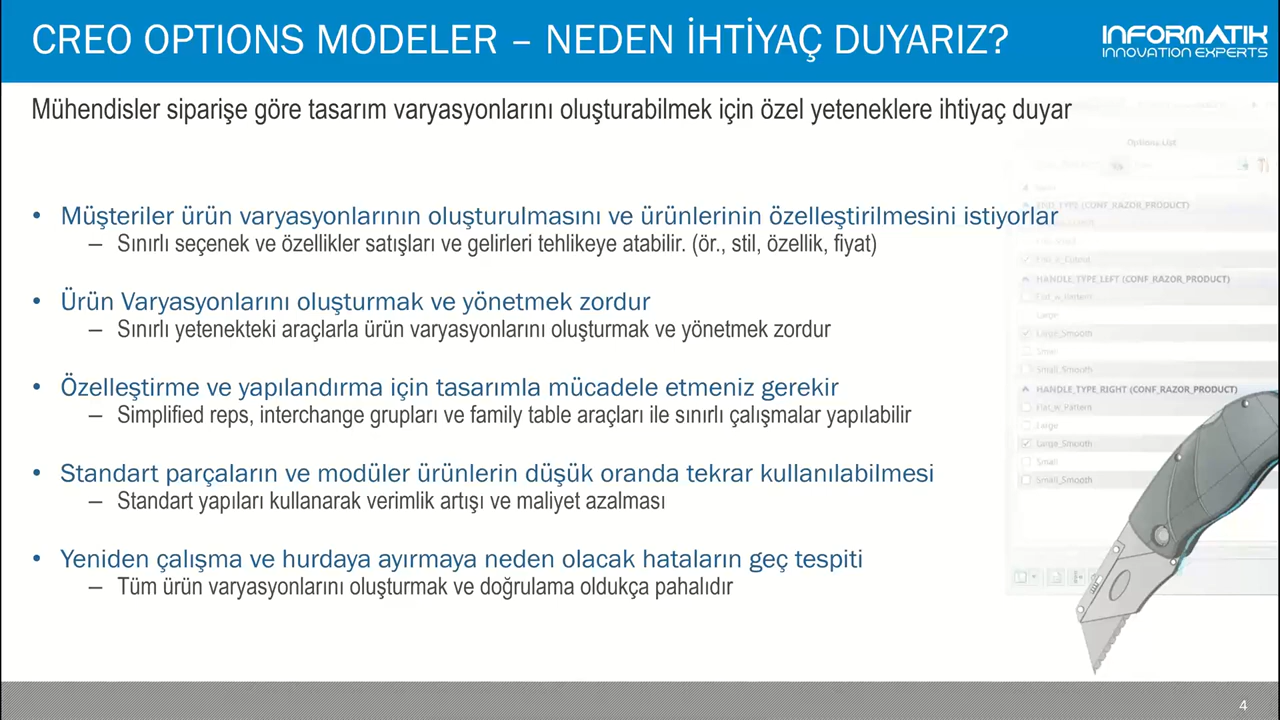 CREO OPTIONS MODELER – NEDEN İHTİYAÇ DUYARIZ?
INFORMATIK
INNOVATION EXPERTS
Mühendisler siparişe göre tasarım varyasyonlarını oluşturabilmek için özel yeteneklere ihtiyaç duyar
Options List
• Müşteriler ürün varyasyonlarının oluşturulmasını ve ürünlerinin özelleştirilmesini istiyorlar
– Sınırlı seçenek ve özellikler satışları ve gelirleri tehlikeye atabilir. (ör., stil, özellik, fiyat)
• Ürün Varyasyonlarını oluşturmak ve yönetmek zordur
– Sınırlı yetenekteki araçlarla ürün varyasyonlarını oluşturmak ve yönetmek zordur
• Özelleştirme ve yapılandırma için tasarımla mücadele etmeniz gerekir
– Simplified reps, interchange grupları ve family table araçları ile sınırlı çalışmalar yapılabilir
• Standart parçaların ve modüler ürünlerin düşük oranda tekrar kullanılabilmesi
– Standart yapıları kullanarak verimlik artışı ve maliyet azalması
• Yeniden çalışma ve hurdaya ayırmaya neden olacak hataların geç tespiti
– Tüm ürün varyasyonlarını oluşturmak ve doğrulama oldukça pahalıdır
(CONF_RAZOR_PRODUCT)
HANDLE_TYPE_LEFT (CONF_RAZOR_PRODUCT)
Large
Large_Smooth
Small
Small_Smooth
HANDLE_TYPE_RIGHT (CONF_RAZOR_PRODUCT)
Flat_w_Pattern
Large
Large_Smooth
Small
Small_Smooth
4